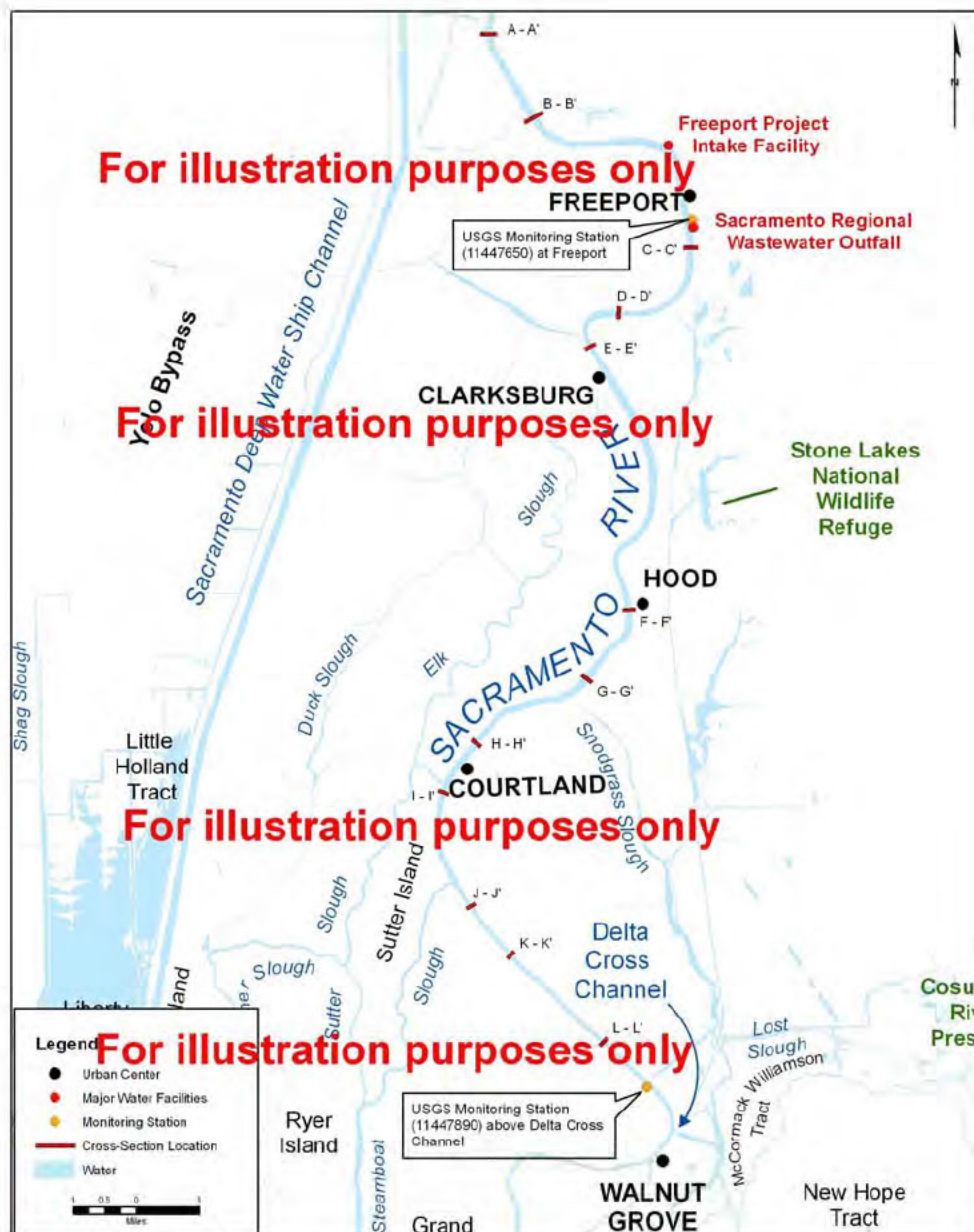 A - A'
B - B'
Freeport Project
Intake Facility
For illustration purposes only
FREEPORT
USGS Monitoring Station
(11447650) at Freeport
Sacramento Regional
Wastewater Outfall
C - C'
D - D'
E - E'
Yolo Bypass
Sacramento Deep Water Ship Channel
CLARKSBURG
For illustration purposes only
SACRAMENTO RIVER
Stone Lakes
National
Wildlife
Refuge
Elk Slough
HOOD
F - F'
Duck Slough
Shag Slough
G - G'
Snodgrass Slough
Little
Holland
Tract
H - H'
COURTLAND
I - I'
For illustration purposes only
Sutter Island
J - J'
K - K'
Delta
Cross
Channel
Slough
Slough
Sutter
Slough
L - L'
Lost
Slough
McCormack Williamson
Tract
For illustration purposes only
Legend
Urban Center
Major Water Facilities
Monitoring Station
Cross-Section Location
Water
1 0.5 0 1
Miles
Ryer
Island
USGS Monitoring Station
(11447890) above Delta Cross
Channel
WALNUT
GROVE
New Hope
Tract
Grand
N